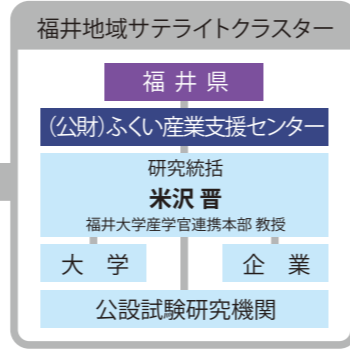 福井地域サテライトクラスター
福井県
(公財)ふくい産業支援センター
研究統括
米沢 晋
福井大学産学官連携本部 教授
大　学
企　業
公設試験研究機関